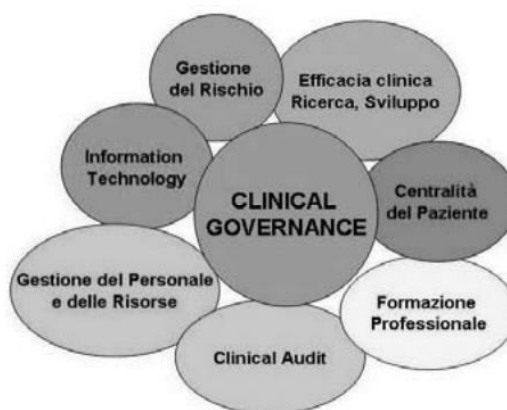 Gestione
del Rischio
Efficacia clinica
Ricerca, Sviluppo
Information
Technology
CLINICAL
GOVERNANCE
Centralità
del Paziente
Gestione del Personale
e delle Risorse
Formazione
Professionale
Clinical Audit